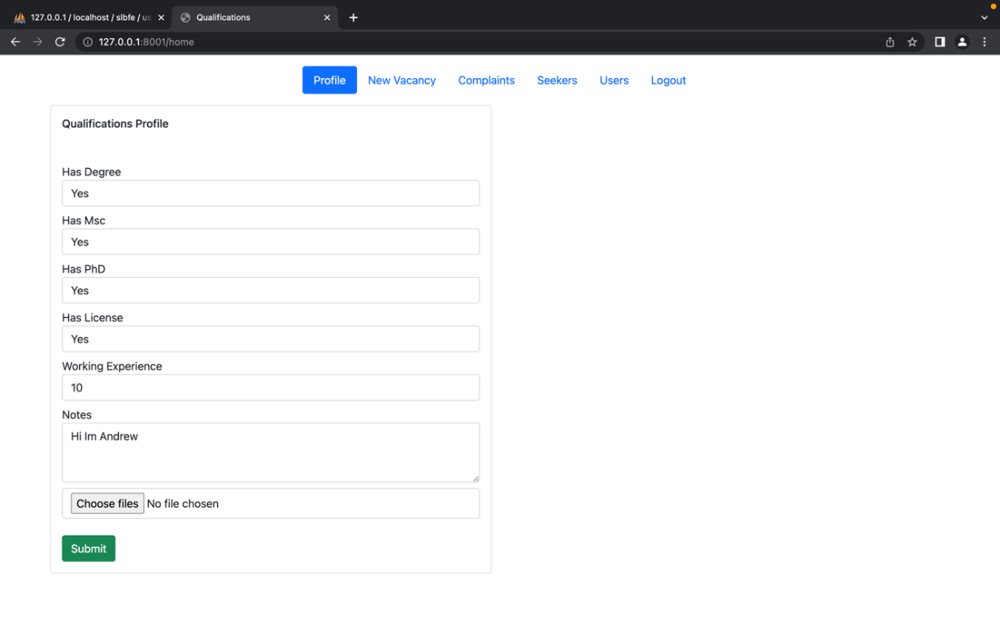 127.0.0.1 / localhost / slbfe / us
Qualifications
127.0.0.1:8001/home
Profile New Vacancy Complaints Seekers Users Logout
Qualifications Profile
Has Degree
Yes
Has Msc
Yes
Has PhD
Yes
Has License
Yes
Working Experience
10
Notes
Hi Im Andrew
Choose files No file chosen
Submit